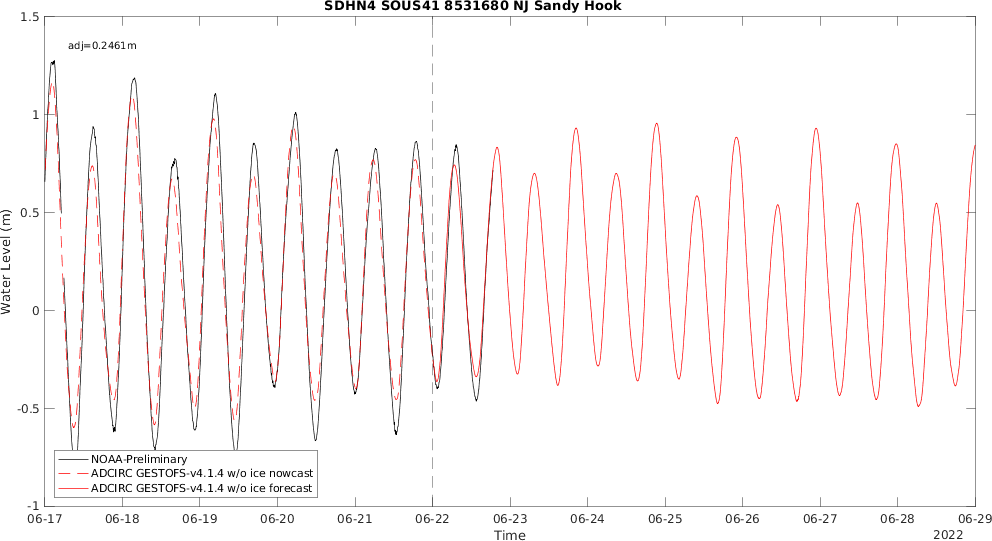 SDHN4 SOUS41 8531680 NJ Sandy Hook
adj=0.2461m
1.5
1
0.5
0
-0.5
-1
Water Level (m)
NOAA-Preliminary
ADCIRC GESTOFS-v4.1.4 w/o ice nowcast
ADCIRC GESTOFS-v4.1.4 w/o ice forecast
06-17 06-18 06-19 06-20 06-21 06-22 06-23 06-24 06-25 06-26 06-27 06-28 06-29
Time
2022